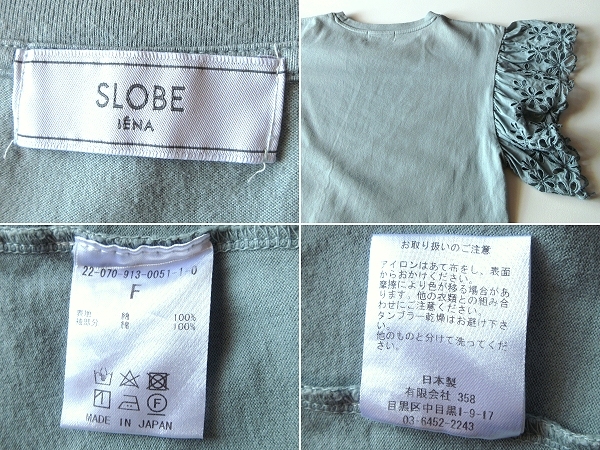 SLOBE
IÉNA
22-070-913-0051-1-0
F
表地 綿 100%
袖部分 綿 100%
MADE IN JAPAN
お取り扱いのご注意
アイロンはあて布をし、表面
からおかけください。
摩擦により色が移る場合があ
ります。他の衣類との組み合
わせにご注意ください。
タンブラー乾燥はお避け下さい。
他のものと分けて洗ってくだ
さい。
日本製
有限会社 358
目黒区中目黒1-9-17
03-6452-2243